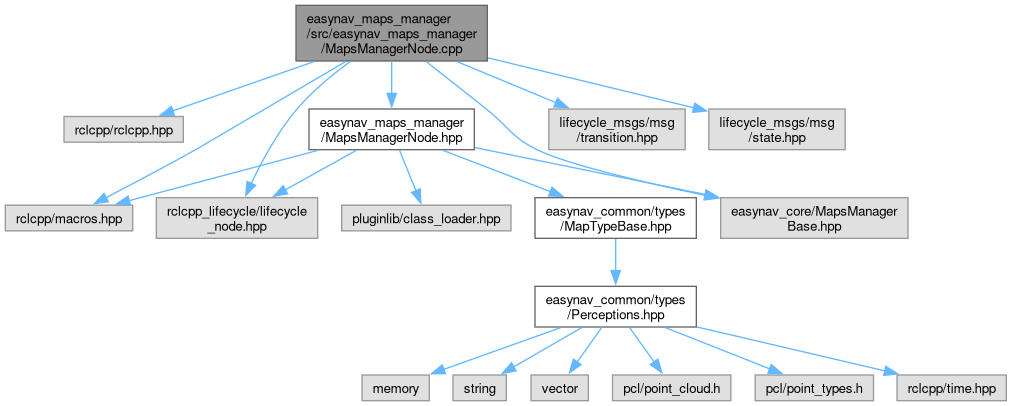 easynav_maps_manager
/src/easynav_maps_manager
/MapsManagerNode.cpp
rclcpp/rclcpp.hpp
easynav_maps_manager
/MapsManagerNode.hpp
lifecycle_msgs/msg
/transition.hpp
lifecycle_msgs/msg
/state.hpp
rclcpp/macros.hpp
rclcpp_lifecycle/lifecycle
_node.hpp
pluginlib/class_loader.hpp
easynav_common/types
/MapTypeBase.hpp
easynav_core/MapsManager
Base.hpp
easynav_common/types
/Perceptions.hpp
memory
string
vector
pcl/point_cloud.h
pcl/point_types.h
rclcpp/time.hpp